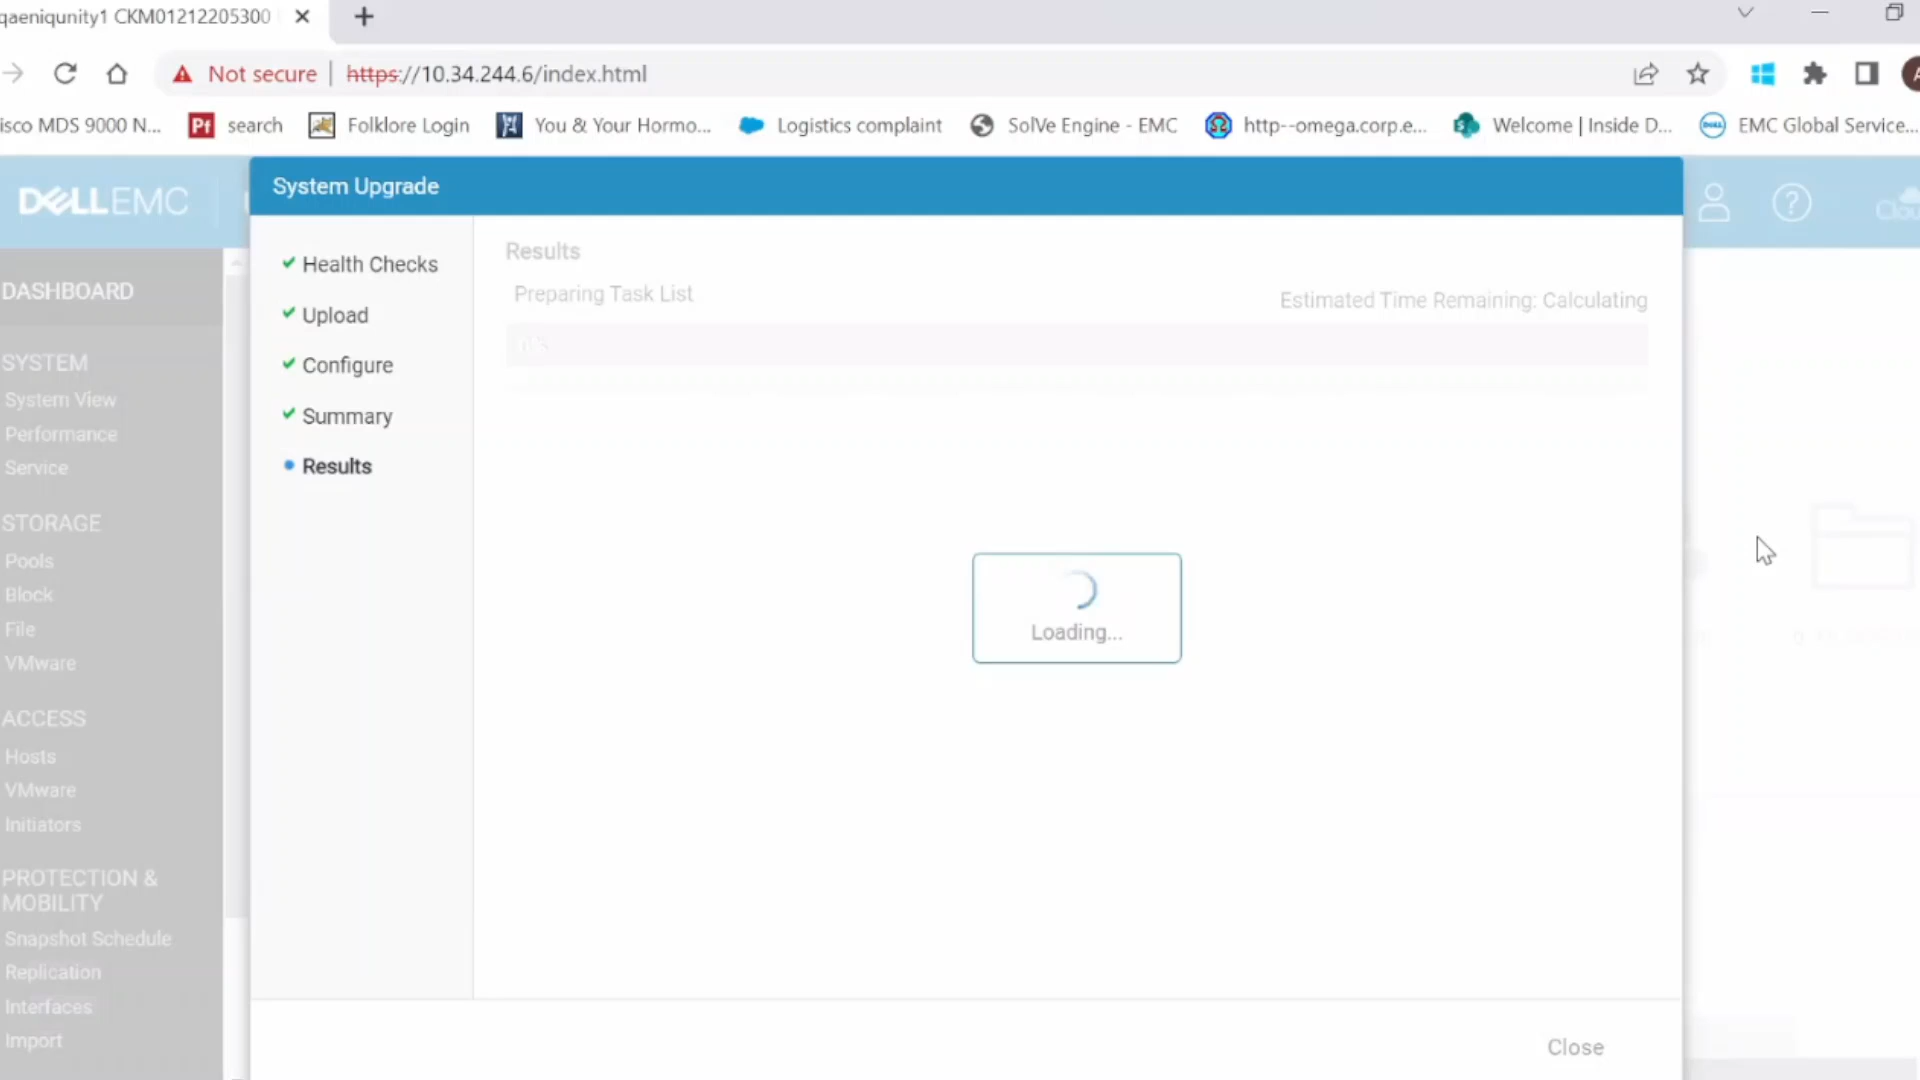 qaeniqunity1 CKM01212205300
Not secure
https://10.34.244.6/index.html
isco MDS 9000 N...
Pf search
Folklore Login
You & Your Hormo...
Logistics complaint
SolVe Engine - EMC
http--omega.corp.e...
Welcome | Inside D...
EMC Global Service...
DELLEMC
System Upgrade
?
Clou
DASHBOARD
SYSTEM
System View
Performance
Service
STORAGE
Pools
Block
File
VMware
ACCESS
Hosts
VMware
Initiators
PROTECTION &
MOBILITY
Snapshot Schedule
Replication
Interfaces
Import
Health Checks
Upload
Configure
Summary
Results
Results
Preparing Task List
Estimated Time Remaining: Calculating
Loading...
Close